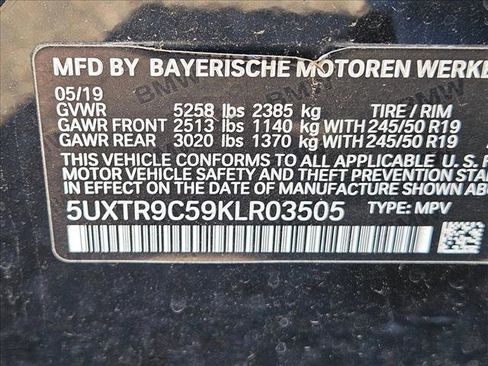 MFD BY BAYERISCHE MOTOREN WERKE
05/19
GVWR 5258 lbs 2385 kg TIRE / RIM
GAWR FRONT 2513 lbs 1140 kg WITH 245/50 R19
GAWR REAR 3020 lbs 1370 kg WITH 245/50 R19
THIS VEHICLE CONFORMS TO ALL APPLICABLE U. S. F
MOTOR VEHICLE SAFETY AND THEFT PREVENTION STA
IN EFFECT ON THE DATE OF MANUFACTURE SHOWN ABO
5UXTR9C59KLR03505 TYPE: MPV